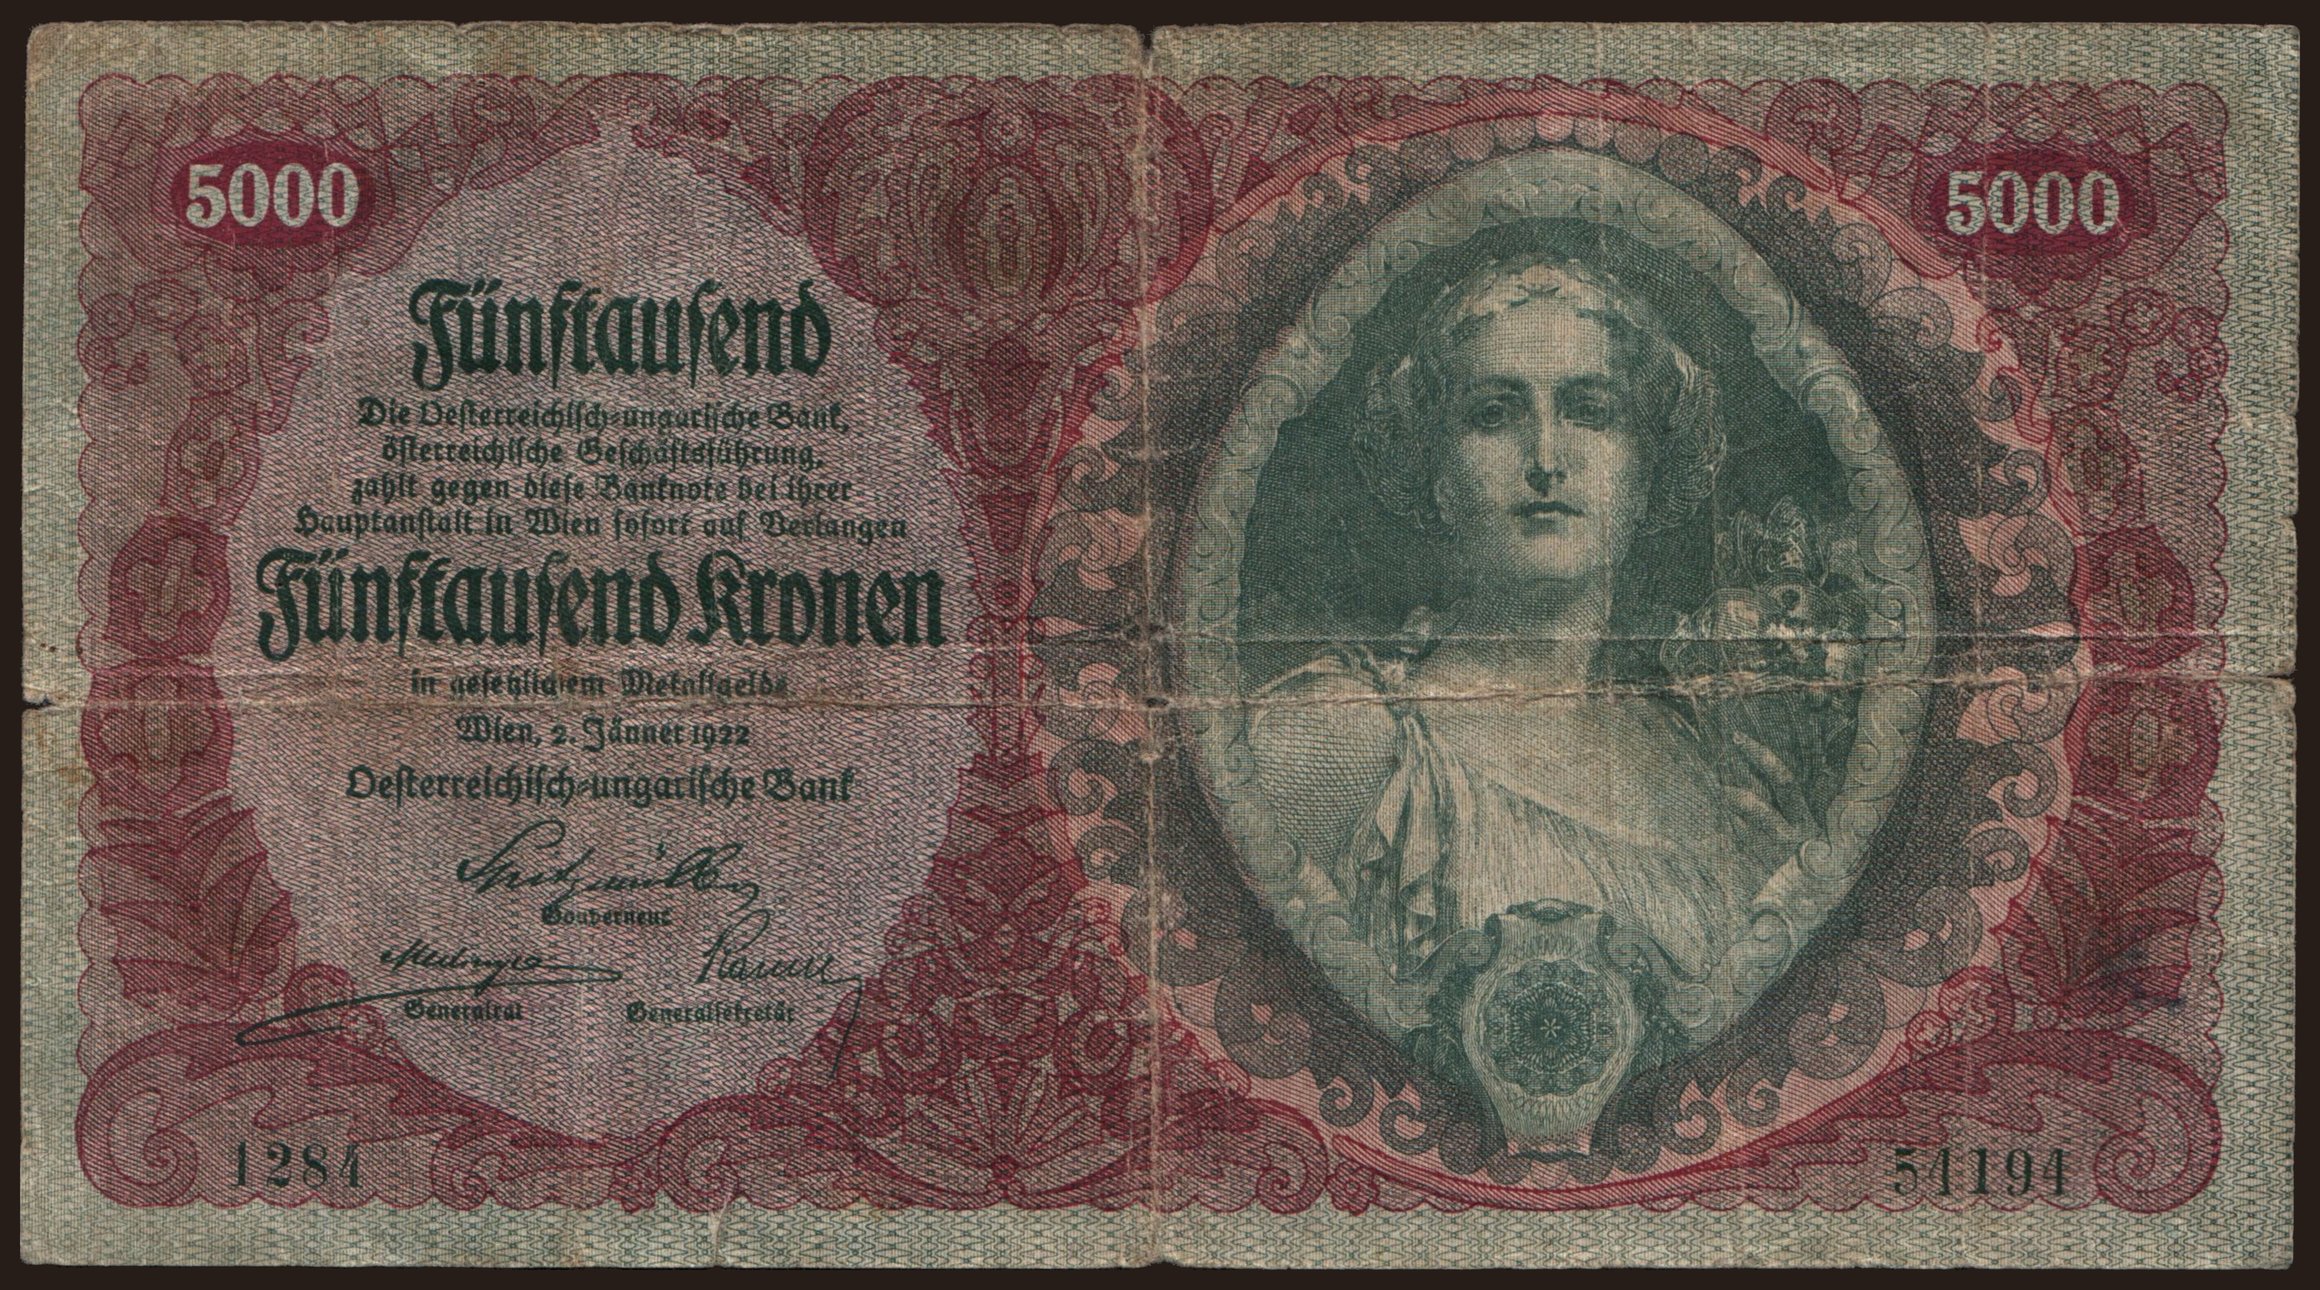 5000
5000
Fünftausend
Die Oesterreichisch-ungarische Bank,
österreichische Geschäftsführung,
zahlt gegen diese Banknote bei ihrer
Hauptanstalt in Wien sofort auf Verlangen
Fünftausend Kronen
in gesetzlichem Metallgelde
Wien, 2. Jänner 1922
Oesterreichisch-ungarische Bank
Spitzmüller
Gouverneur
Generalrat
Generalsekretär
1284
54194